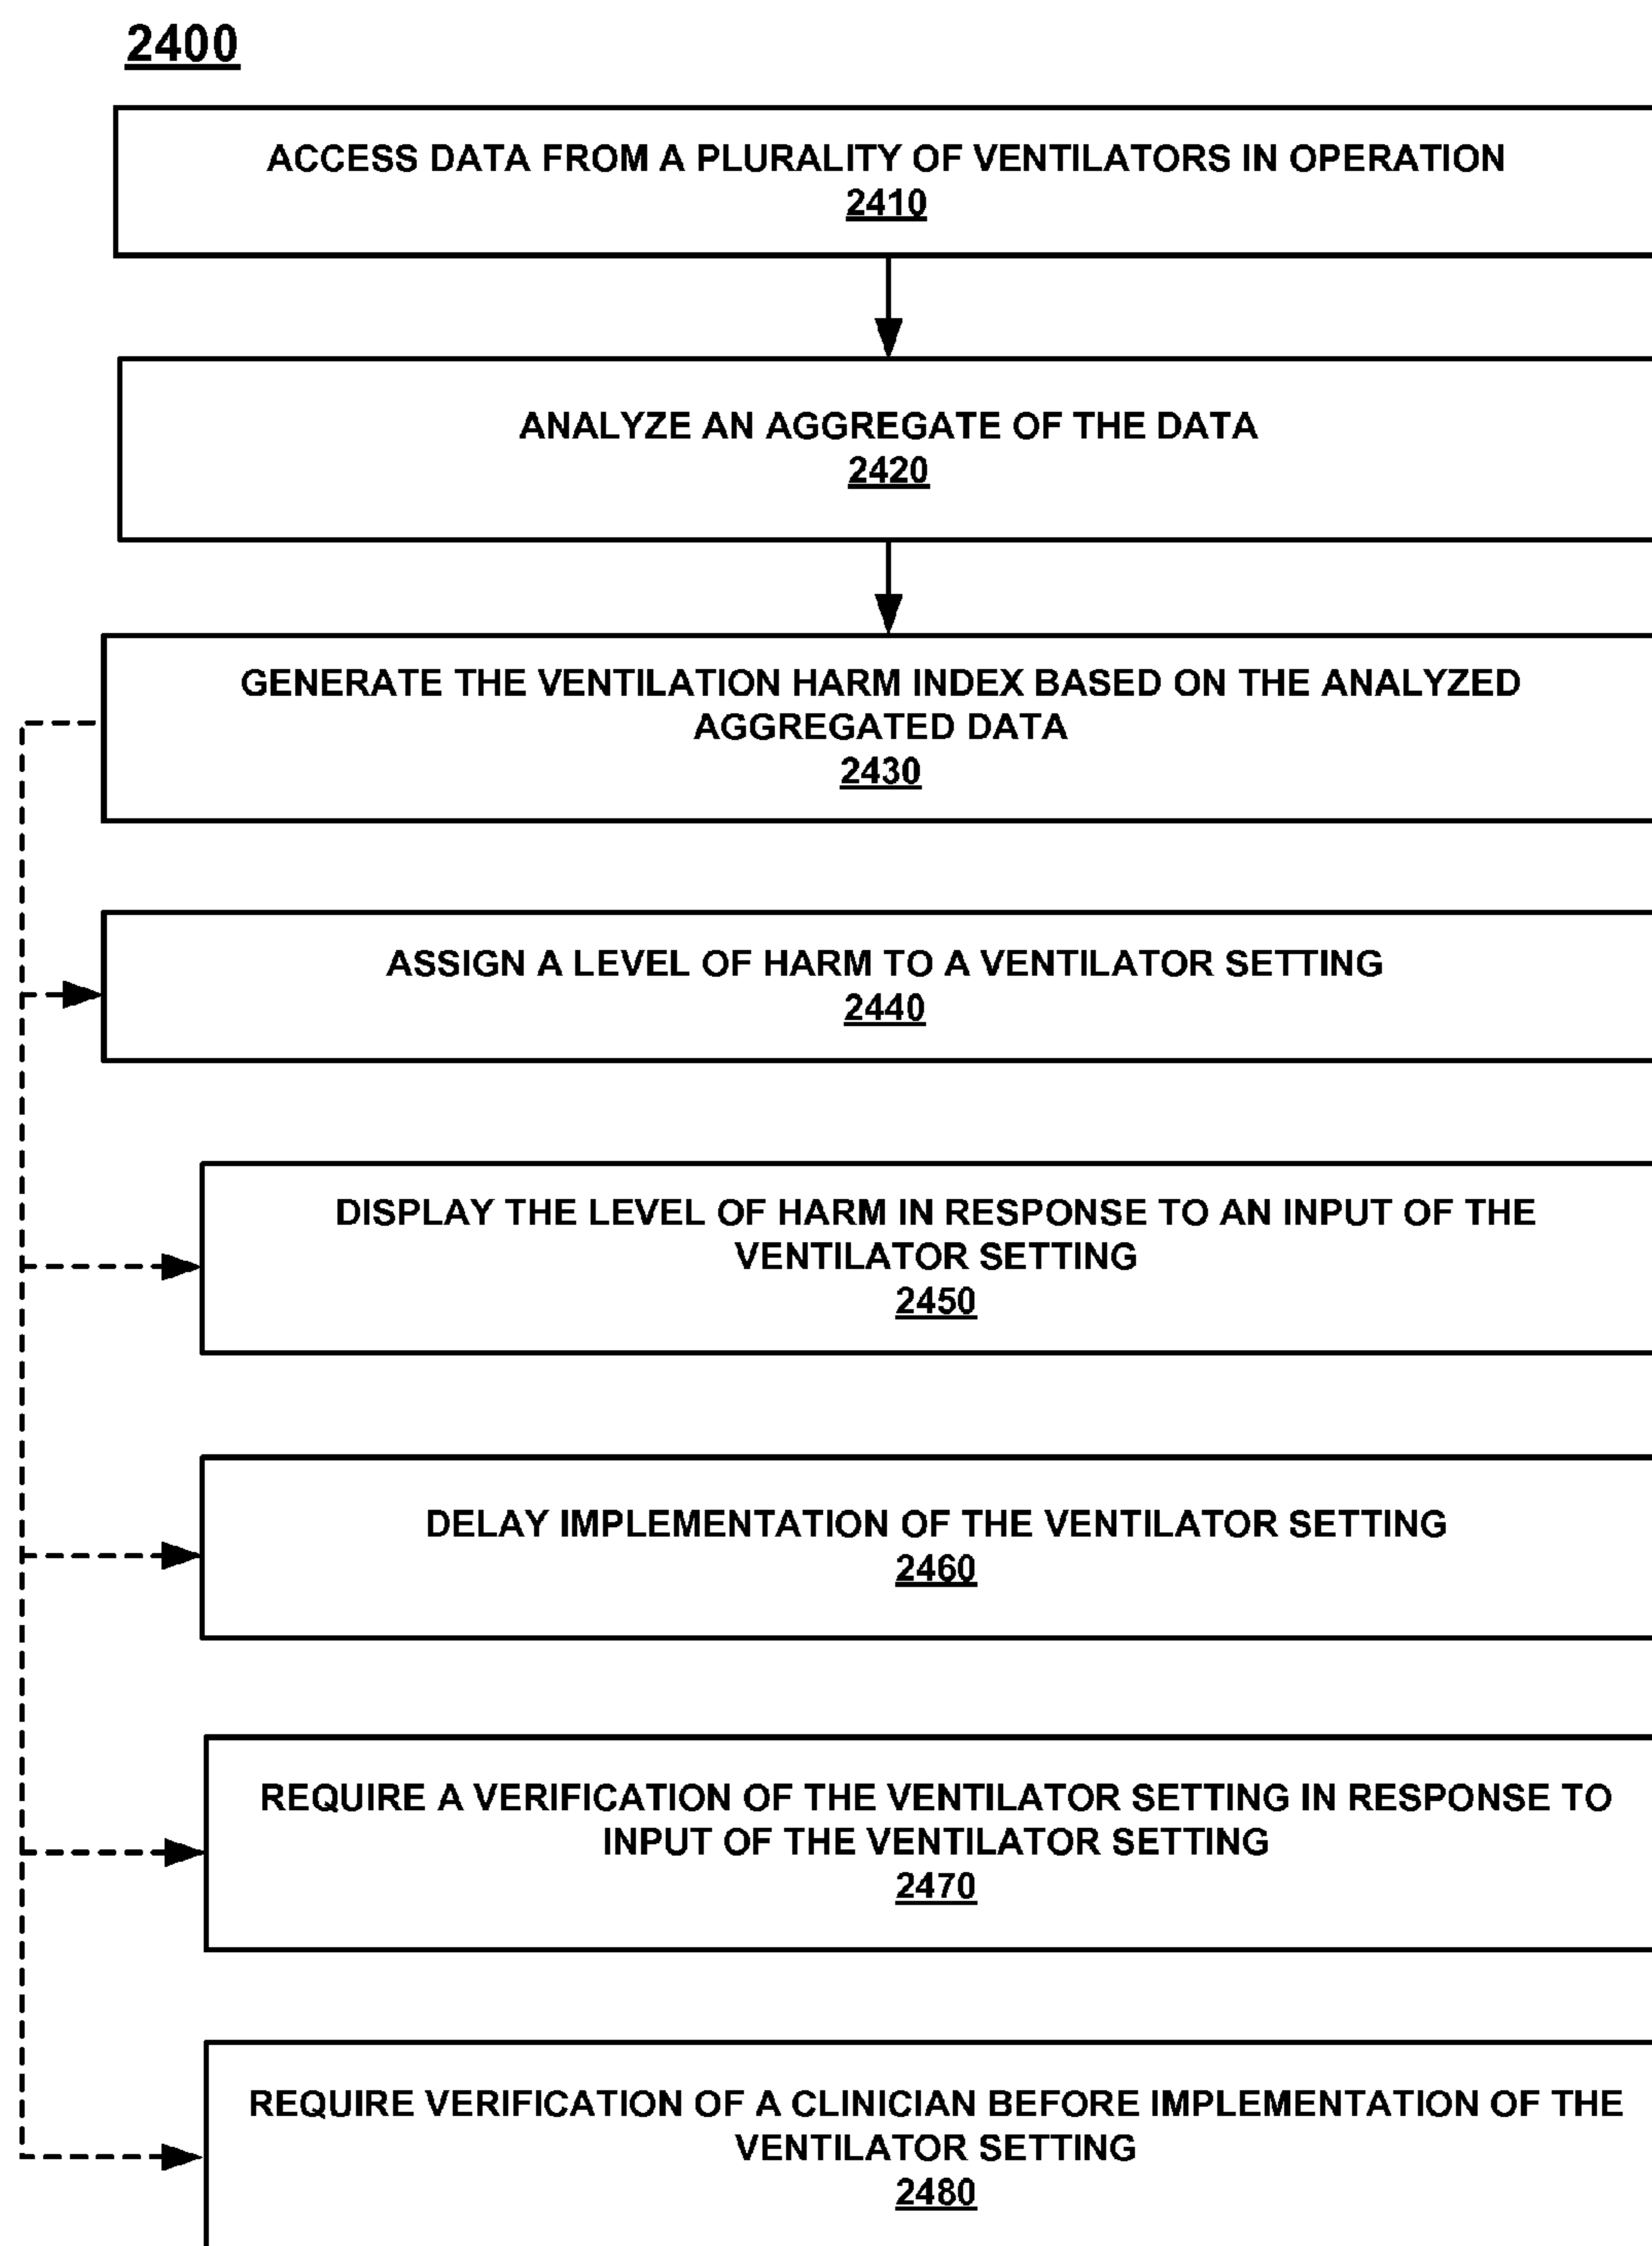 2400
ACCESS DATA FROM A PLURALITY OF VENTILATORS IN OPERATION
2410
ANALYZE AN AGGREGATE OF THE DATA
2420
GENERATE THE VENTILATION HARM INDEX BASED ON THE ANALYZED
AGGREGATED DATA
2430
ASSIGN A LEVEL OF HARM TO A VENTILATOR SETTING
2440
DISPLAY THE LEVEL OF HARM IN RESPONSE TO AN INPUT OF THE
VENTILATOR SETTING
2450
DELAY IMPLEMENTATION OF THE VENTILATOR SETTING
2460
REQUIRE A VERIFICATION OF THE VENTILATOR SETTING IN RESPONSE TO
INPUT OF THE VENTILATOR SETTING
2470
REQUIRE VERIFICATION OF A CLINICIAN BEFORE IMPLEMENTATION OF THE
VENTILATOR SETTING
2480